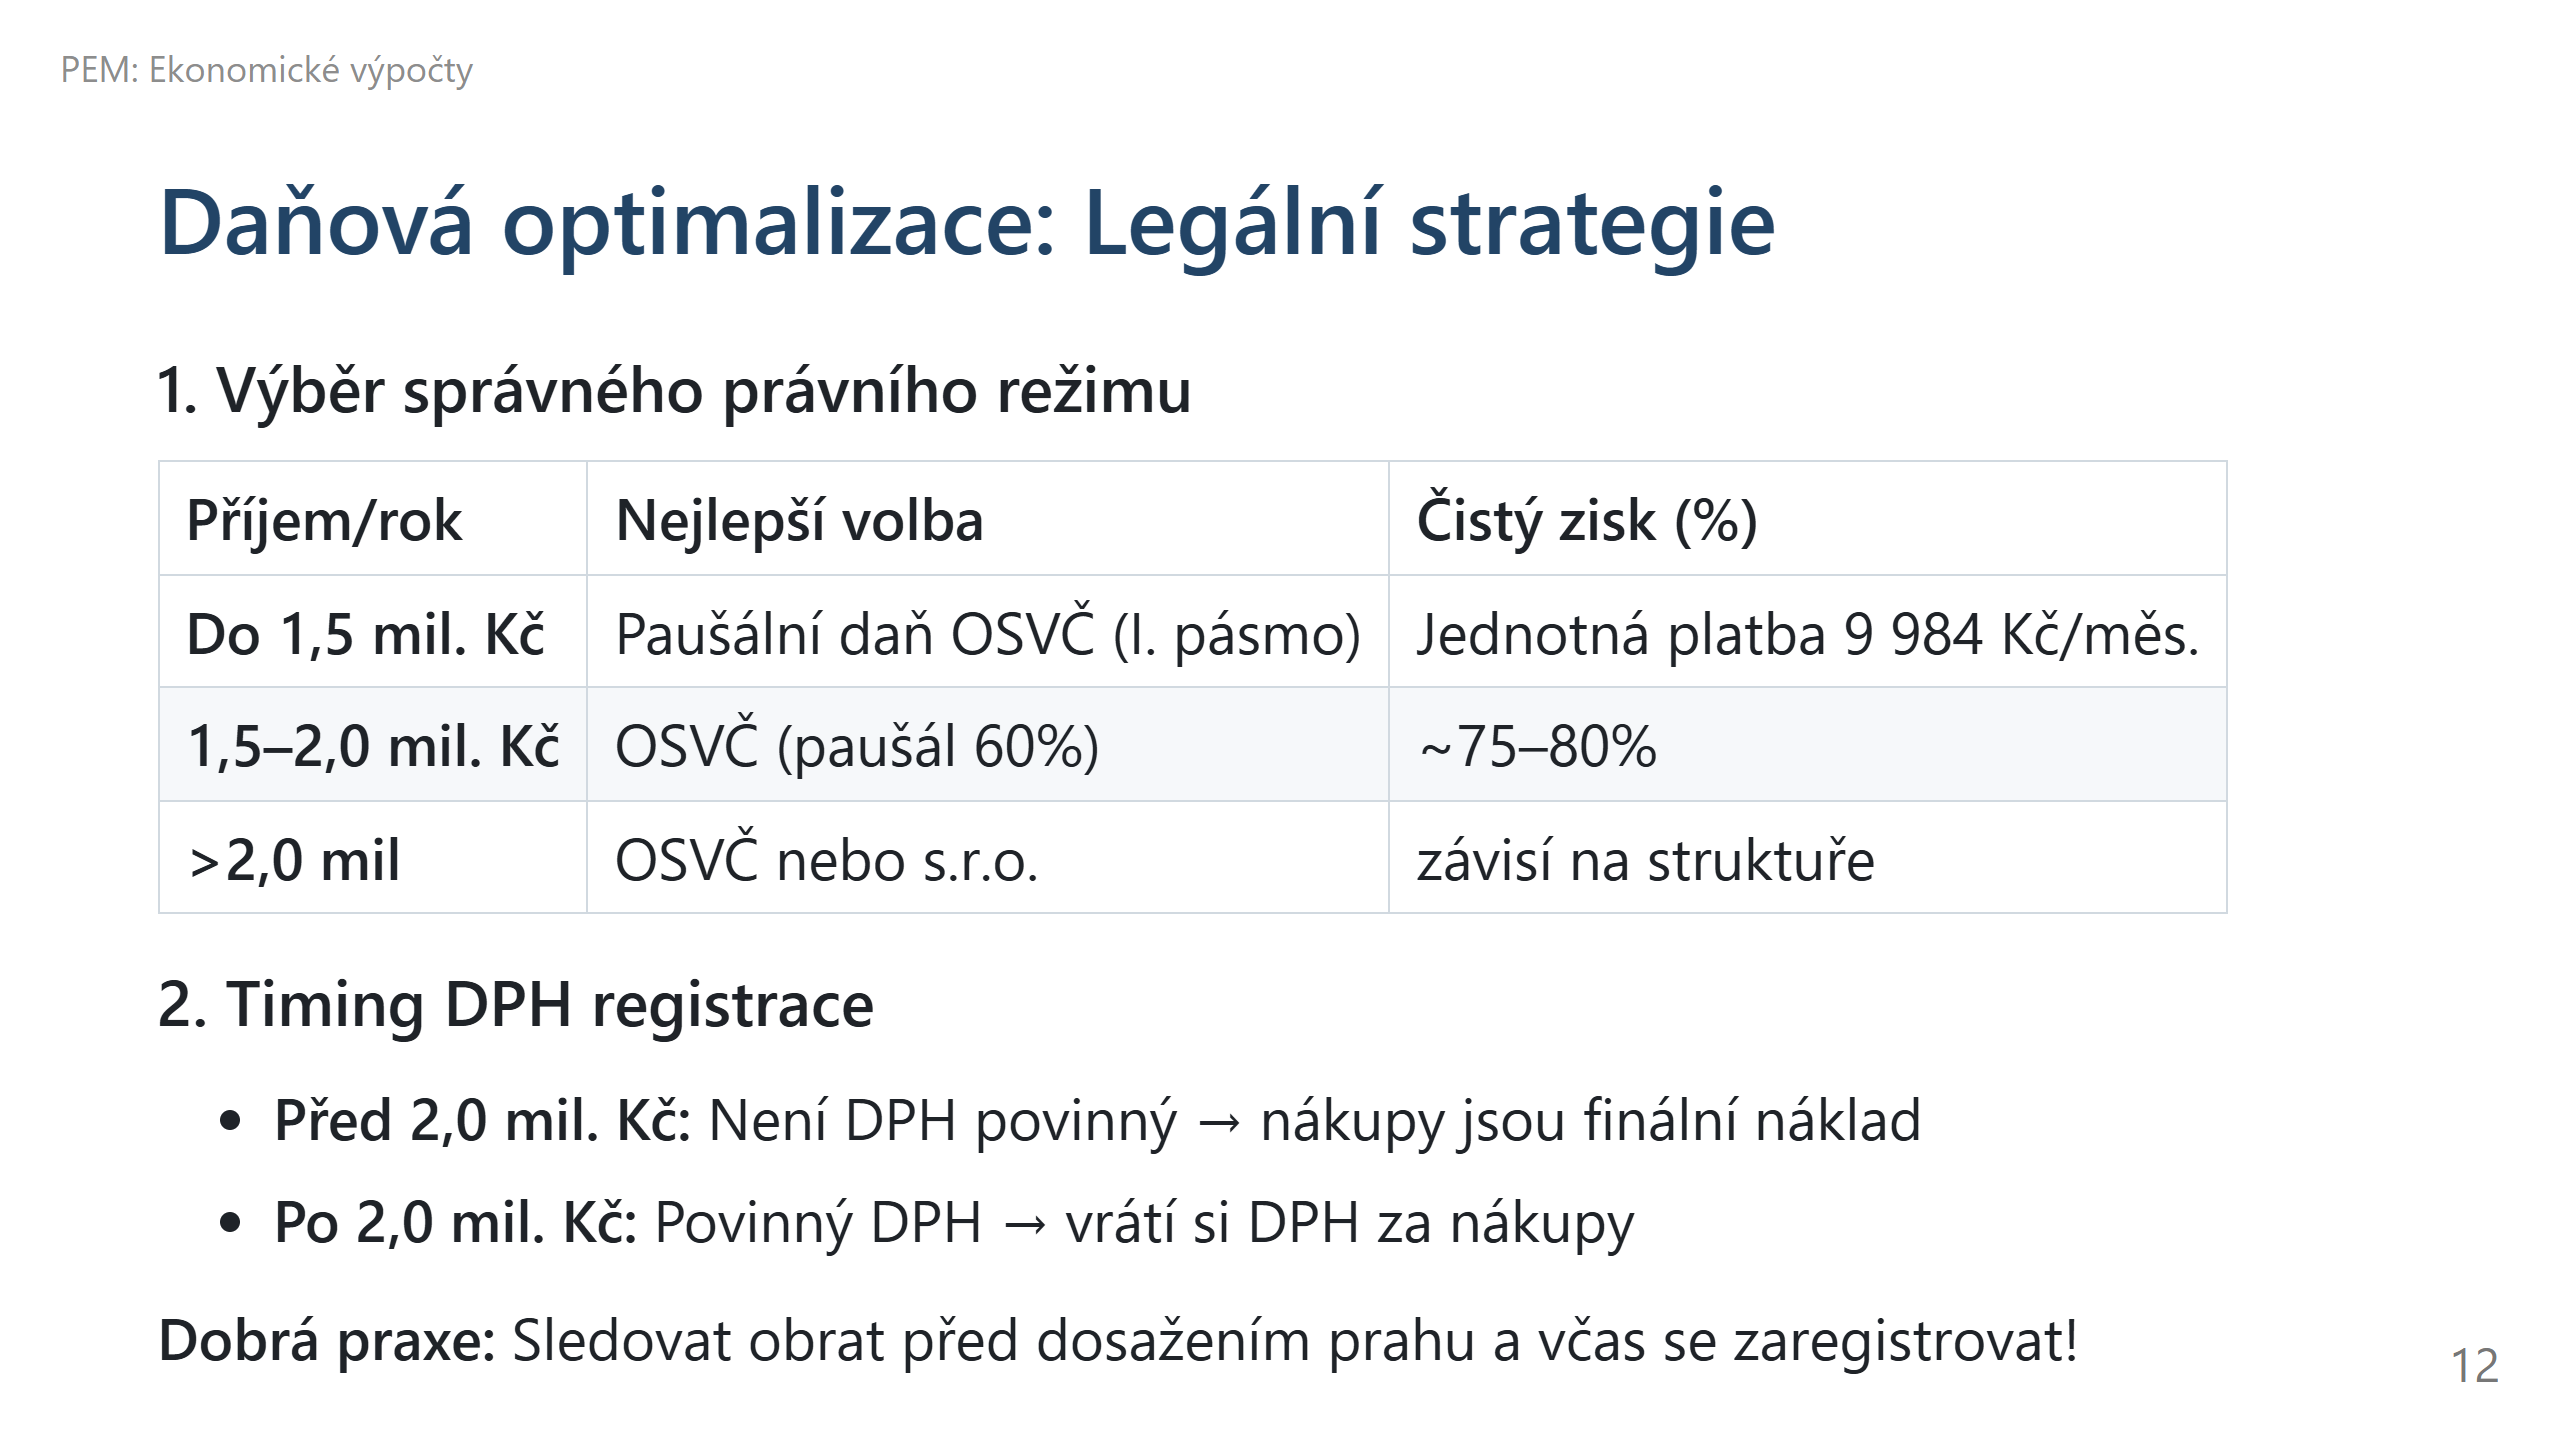 PEM: Ekonomické výpočty
Daňová optimalizace: Legální strategie
1. Výběr správného právního režimu
Příjem/rok Nejlepší volba Čistý zisk (%)
Do 1,5 mil. Kč Paušální daň OSVČ (I. pásmo) Jednotná platba 9 984 Kč/měs.
1,5–2,0 mil. Kč OSVČ (paušál 60%) ~75–80%
>2,0 mil OSVČ nebo s.r.o. závisí na struktuře
2. Timing DPH registrace
• Před 2,0 mil. Kč: Není DPH povinný → nákupy jsou finální náklad
• Po 2,0 mil. Kč: Povinný DPH → vrátí si DPH za nákupy
Dobrá praxe: Sledovat obrat před dosažením prahu a včas se zaregistrovat!
12